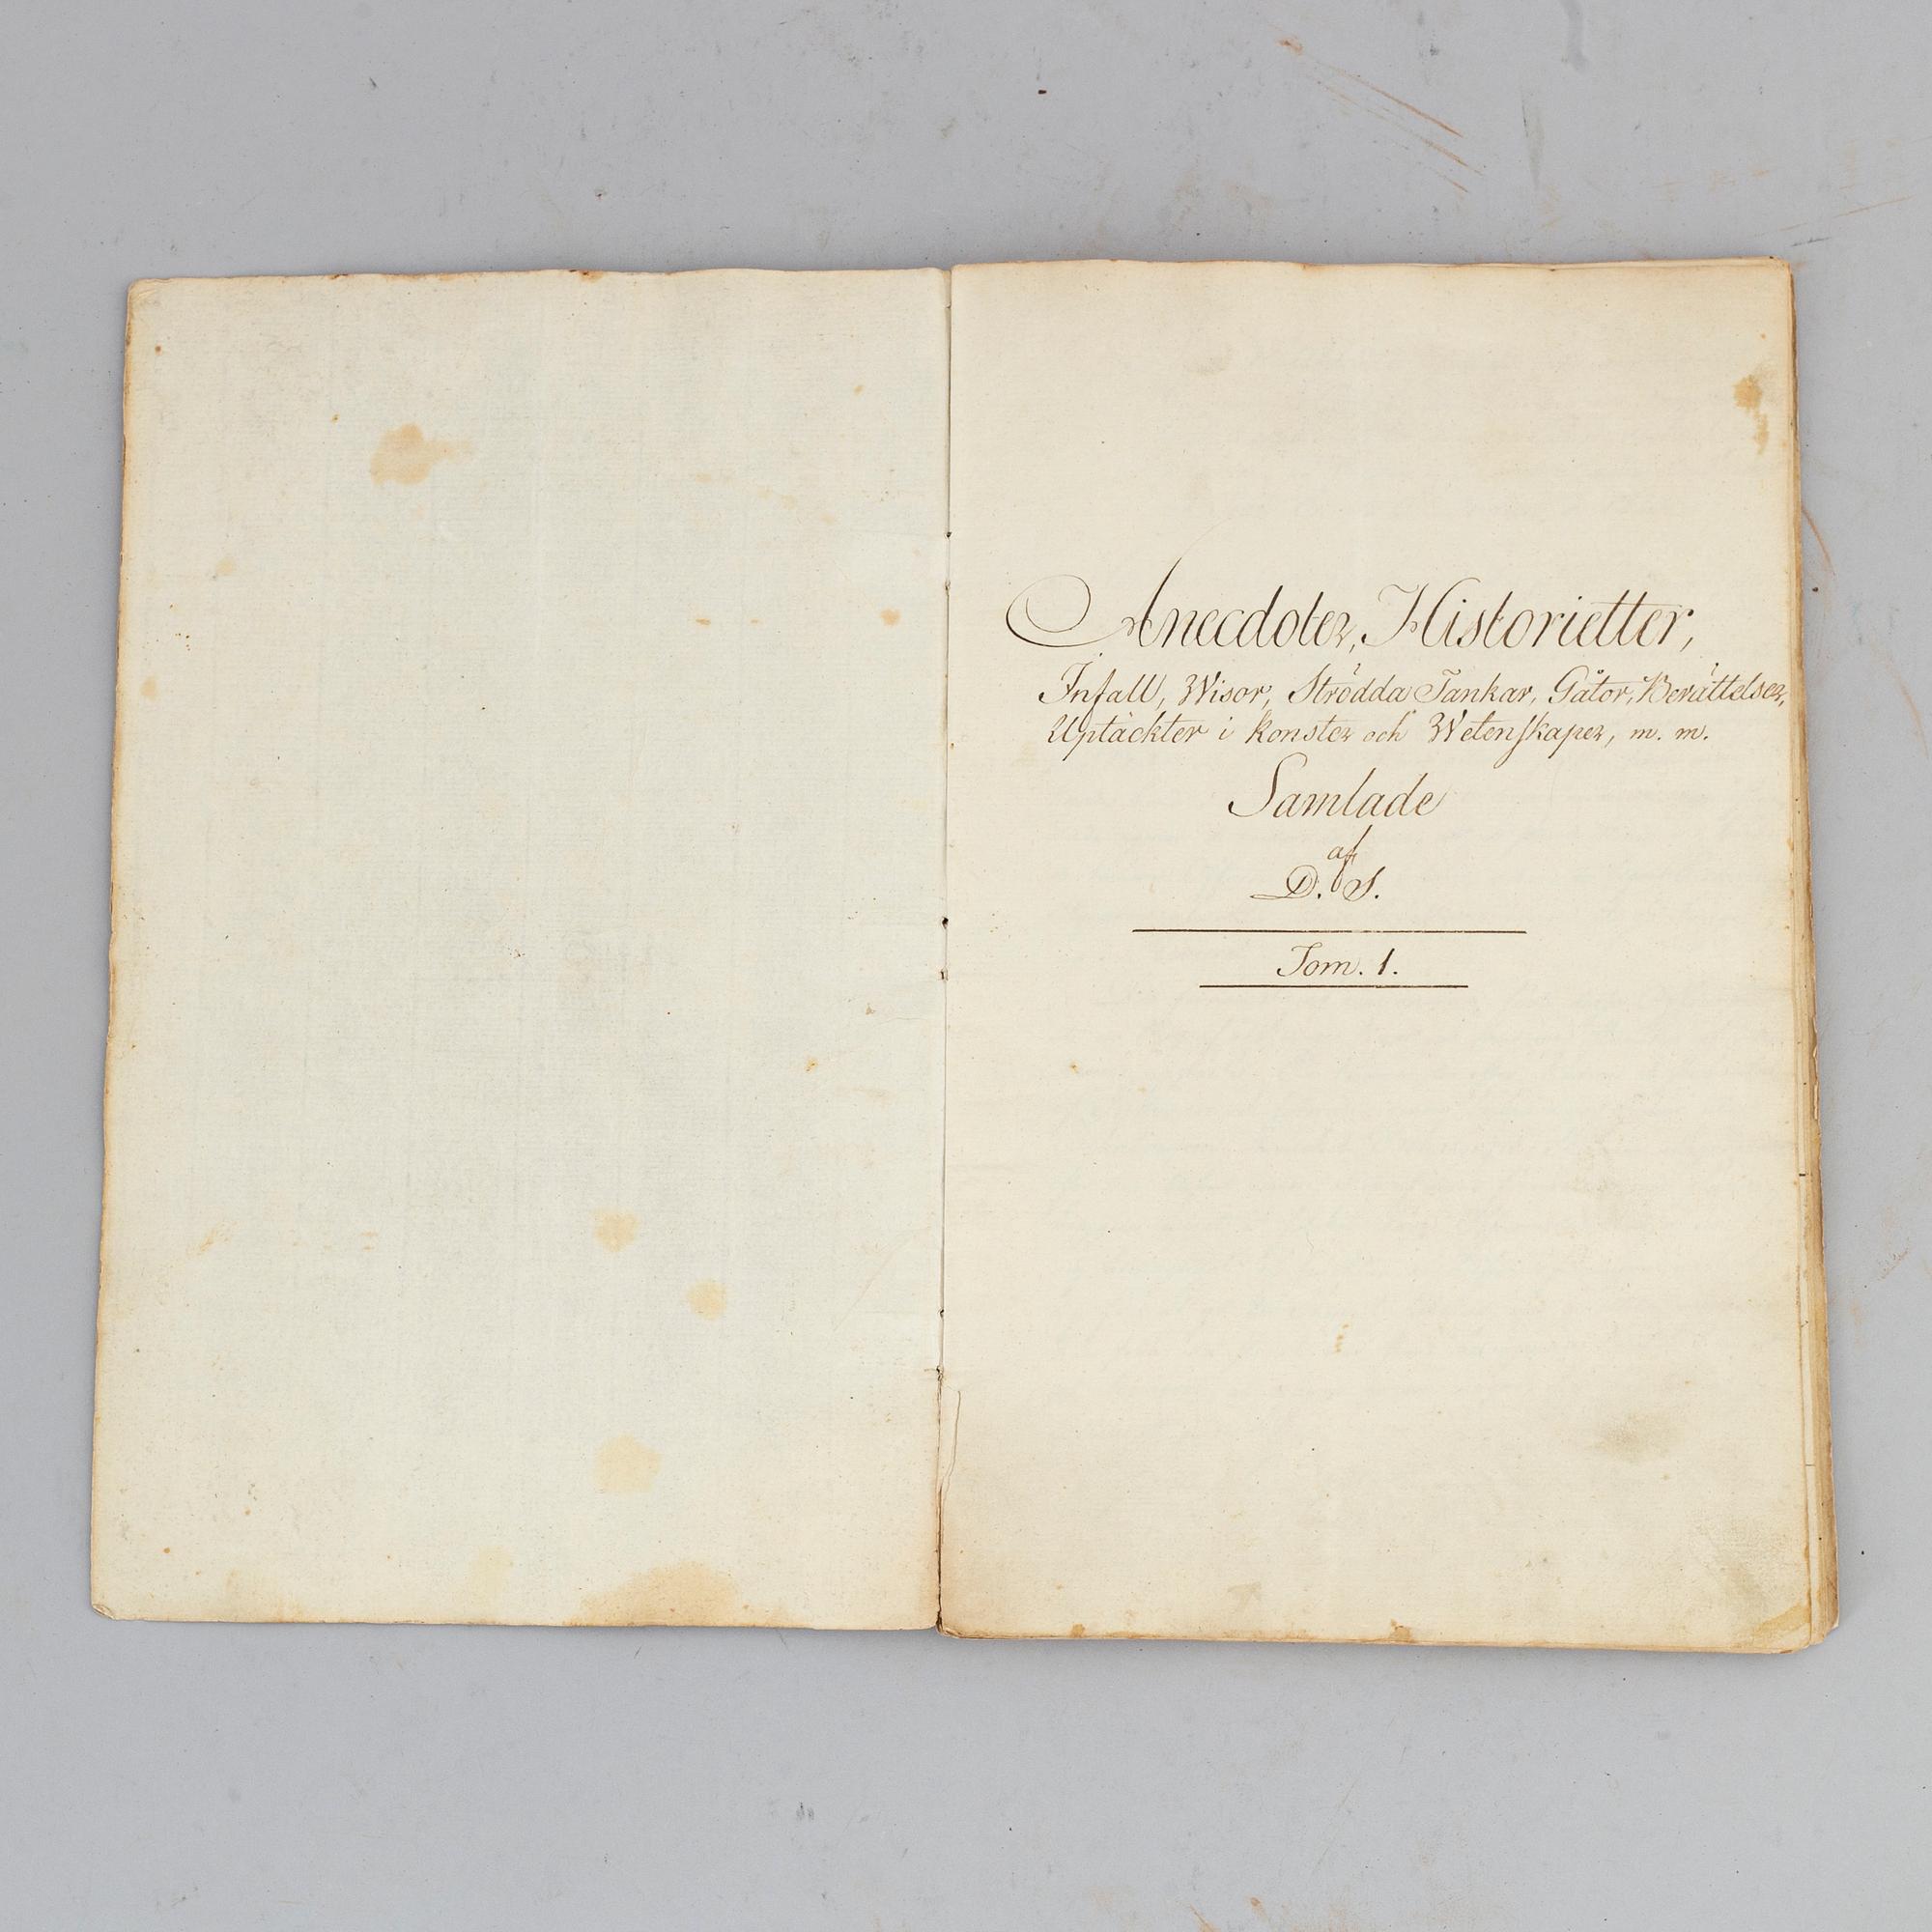 Anecdoter, Historietter,
Infall, Wisor, Strödda Tankar, Gåtor, Berättelser,
Uptäckter i konster och Wetenskaper, m. m.
Samlade
af
D. S.
Tom. 1.